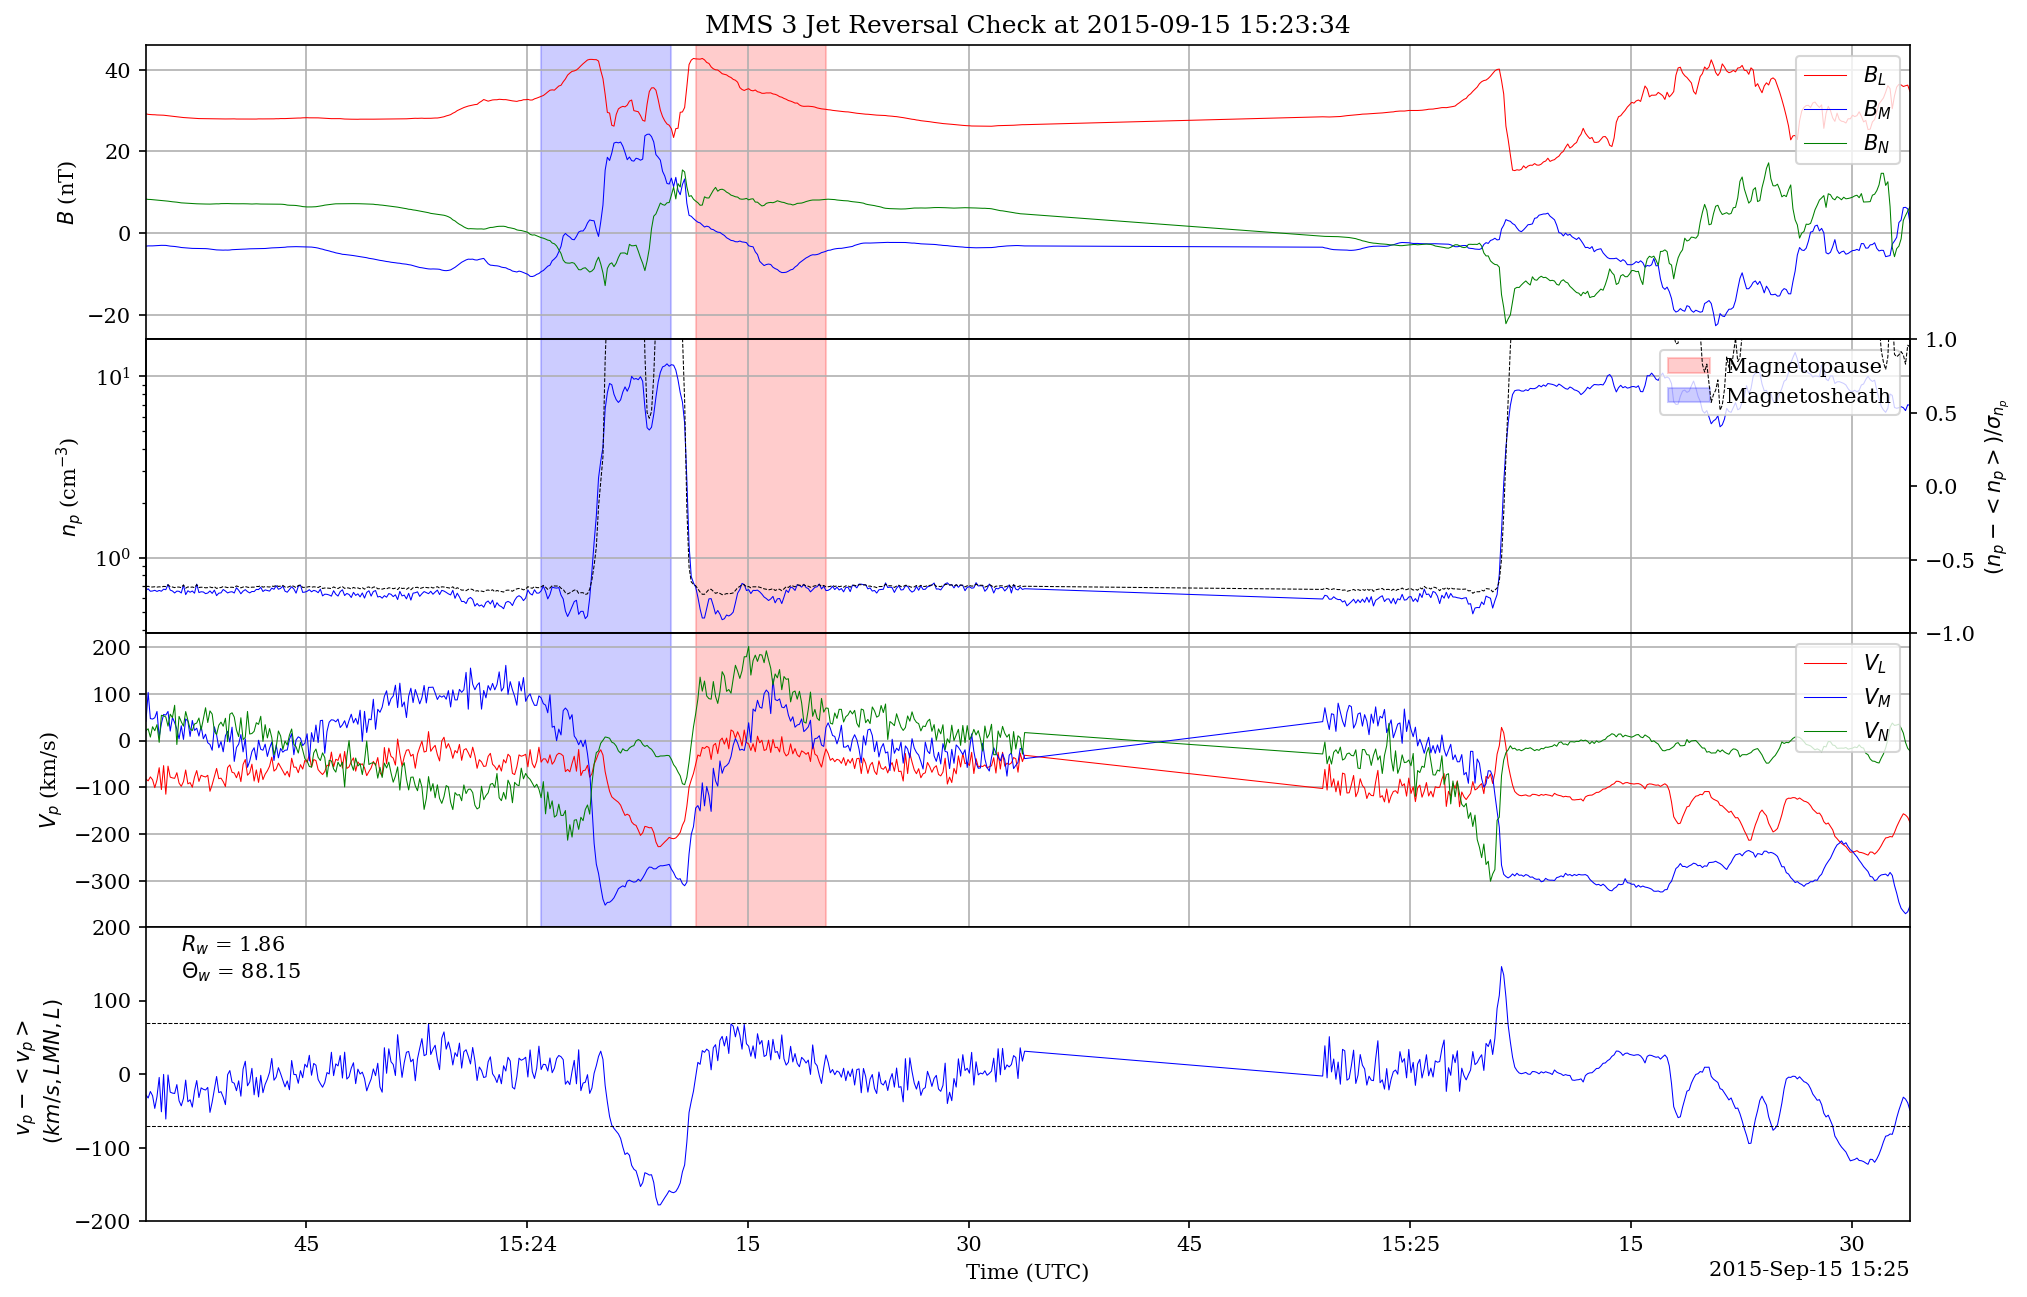 MMS 3 Jet Reversal Check at 2015-09-15 15:23:34
40
20
0
−20
B (nT)
B_L
B_M
B_N
10^1
10^0
n_p (cm^{−3})
1.0
0.5
0.0
−0.5
−1.0
(n_p − < n_p > )/σ_{n_p}
Magnetopause
Magnetosheath
200
100
0
−100
−200
−300
V_p (km/s)
V_L
V_M
V_N
200
100
0
−100
−200
v_p − < v_p >
(km/s, LMN, L)
R_w = 1.86
Θ_w = 88.15
45
15:24
15
30
45
15:25
15
30
Time (UTC)
2015-Sep-15 15:25